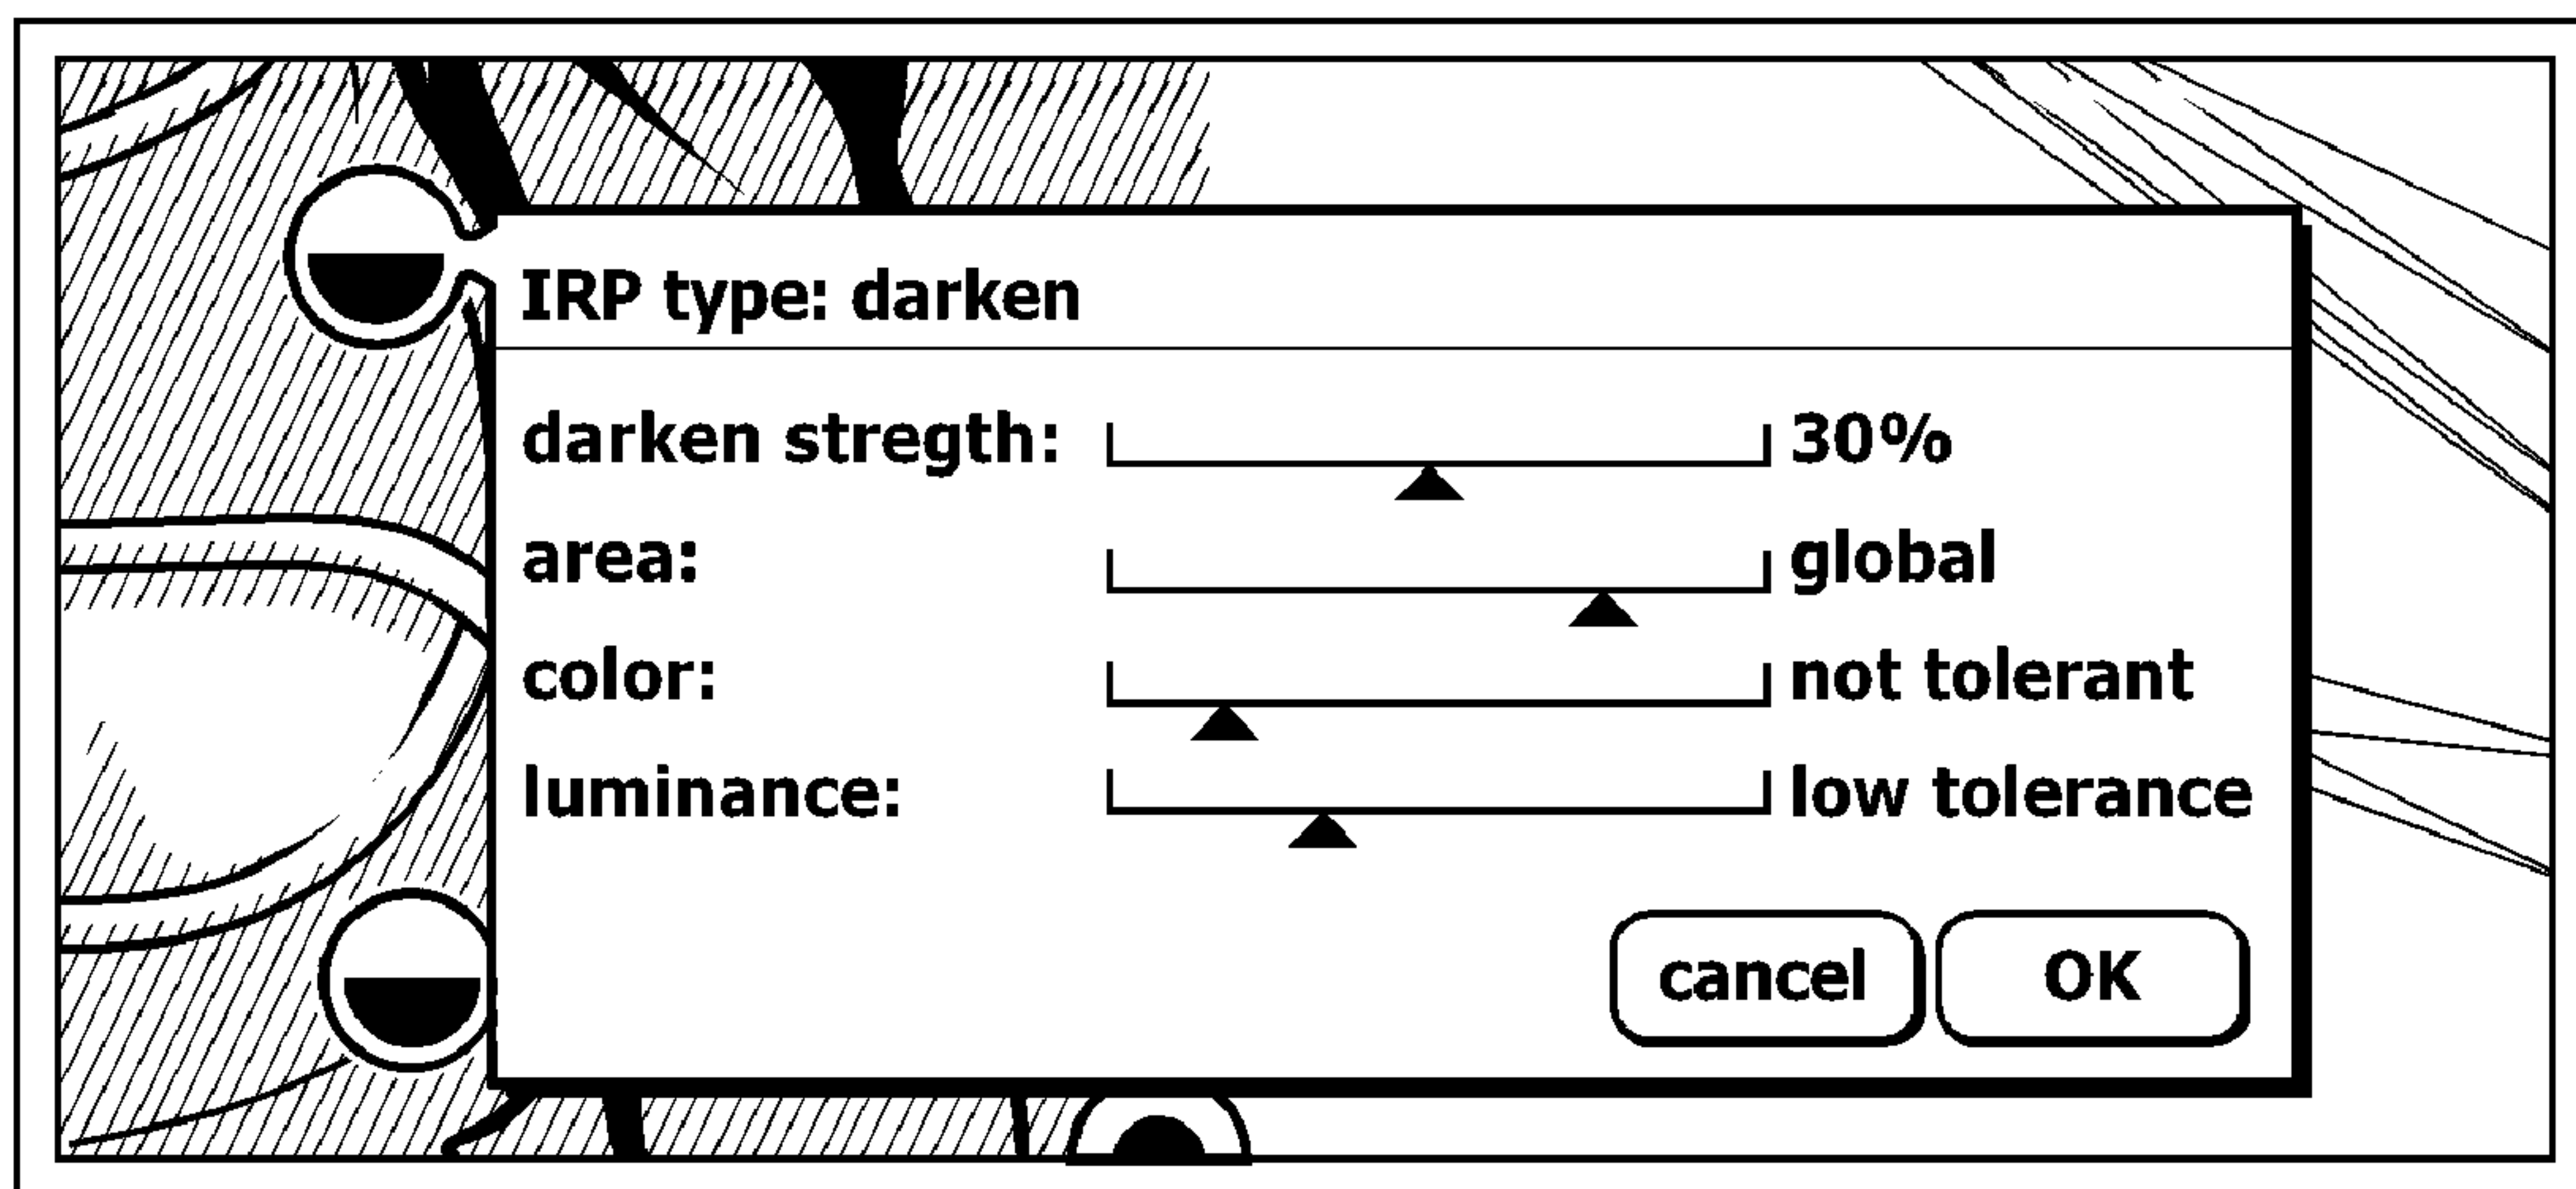 IRP type: darken
darken stregth: 30%
area: global
color: not tolerant
luminance: low tolerance
cancel OK